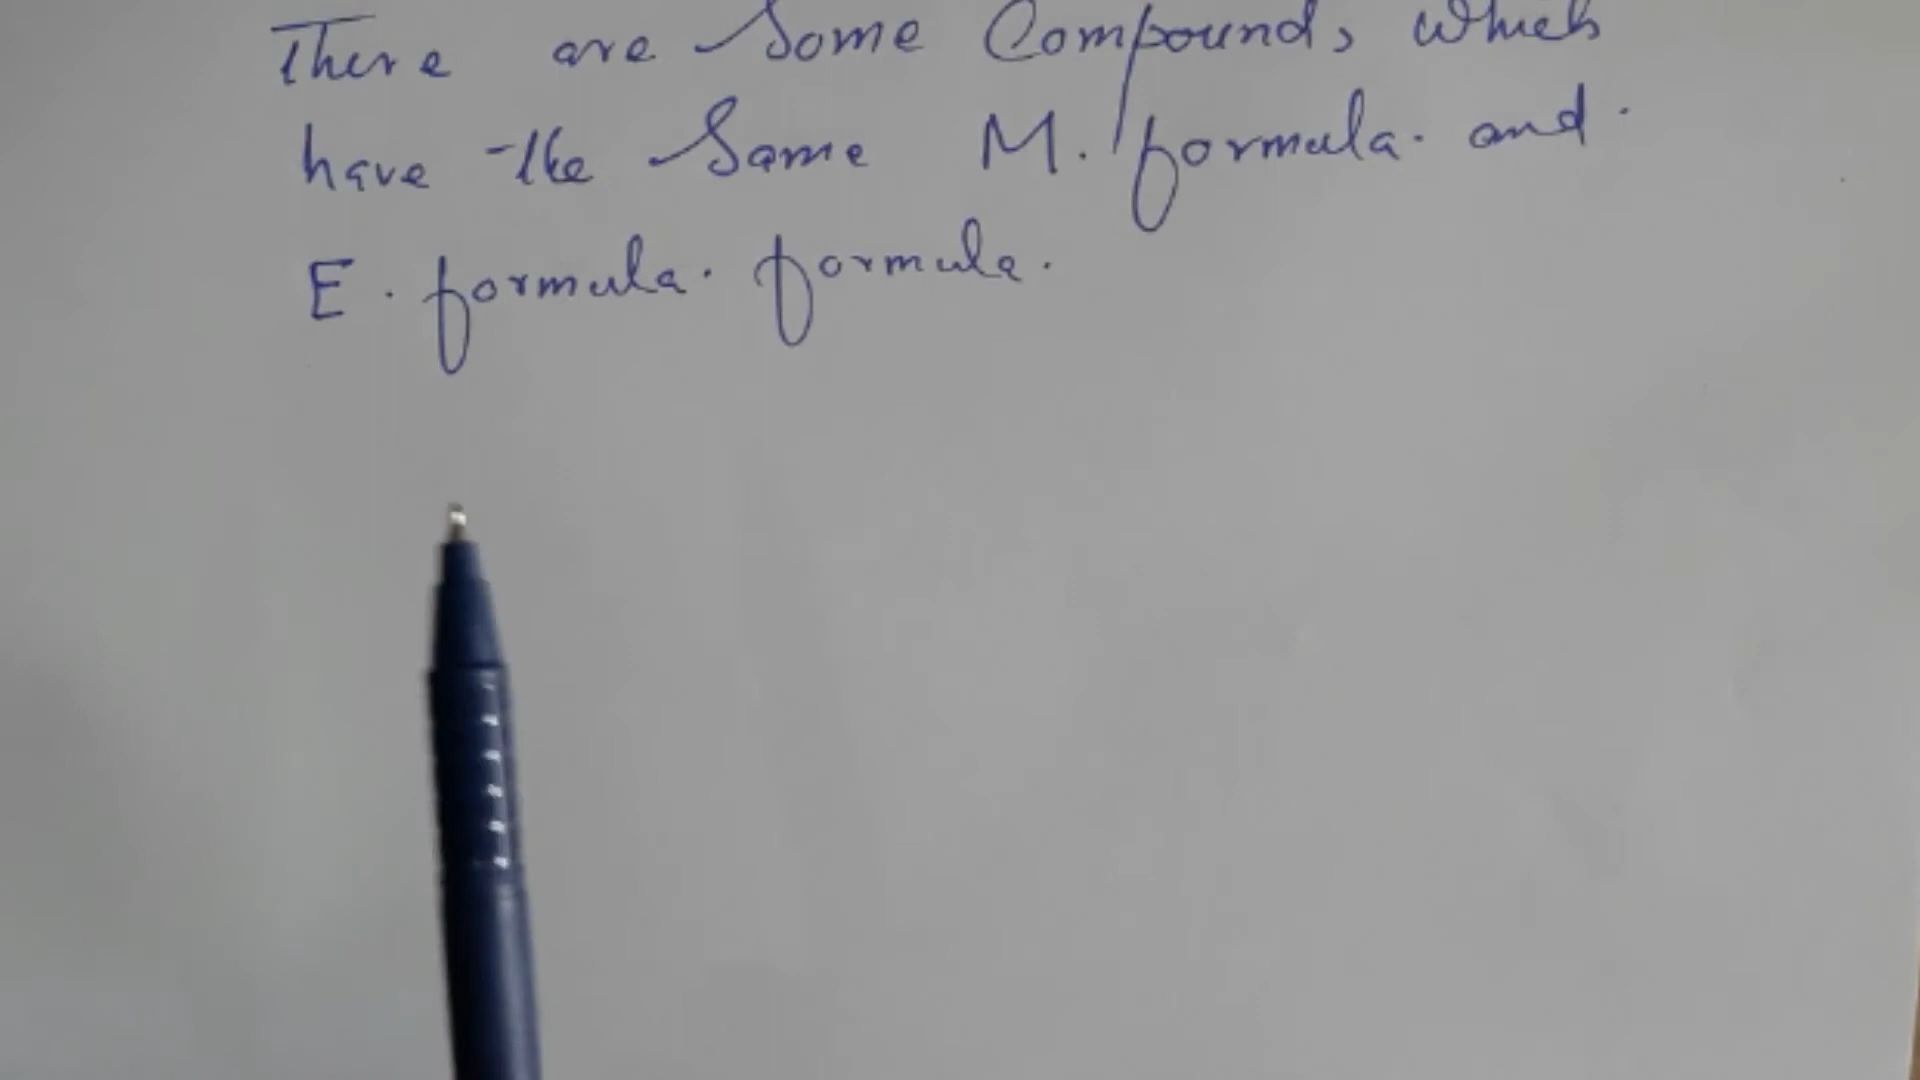 There are Some Compounds which
have the Same M. formula. and.
E. formula. formula.